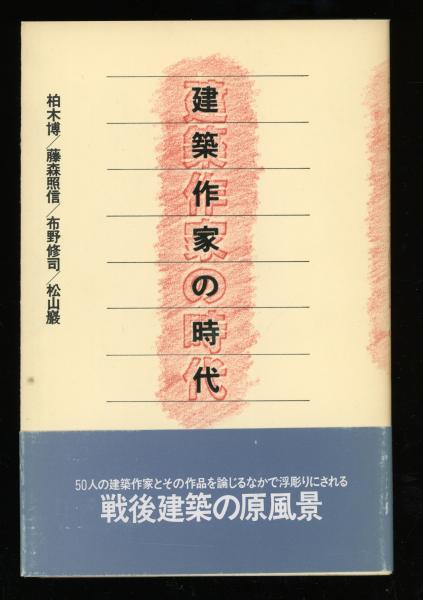 建築作家の時代
柏木博／藤森照信／布野修司／松山巖
50人の建築作家とその作品を論じるなかで浮彫りにされる
戦後建築の原風景